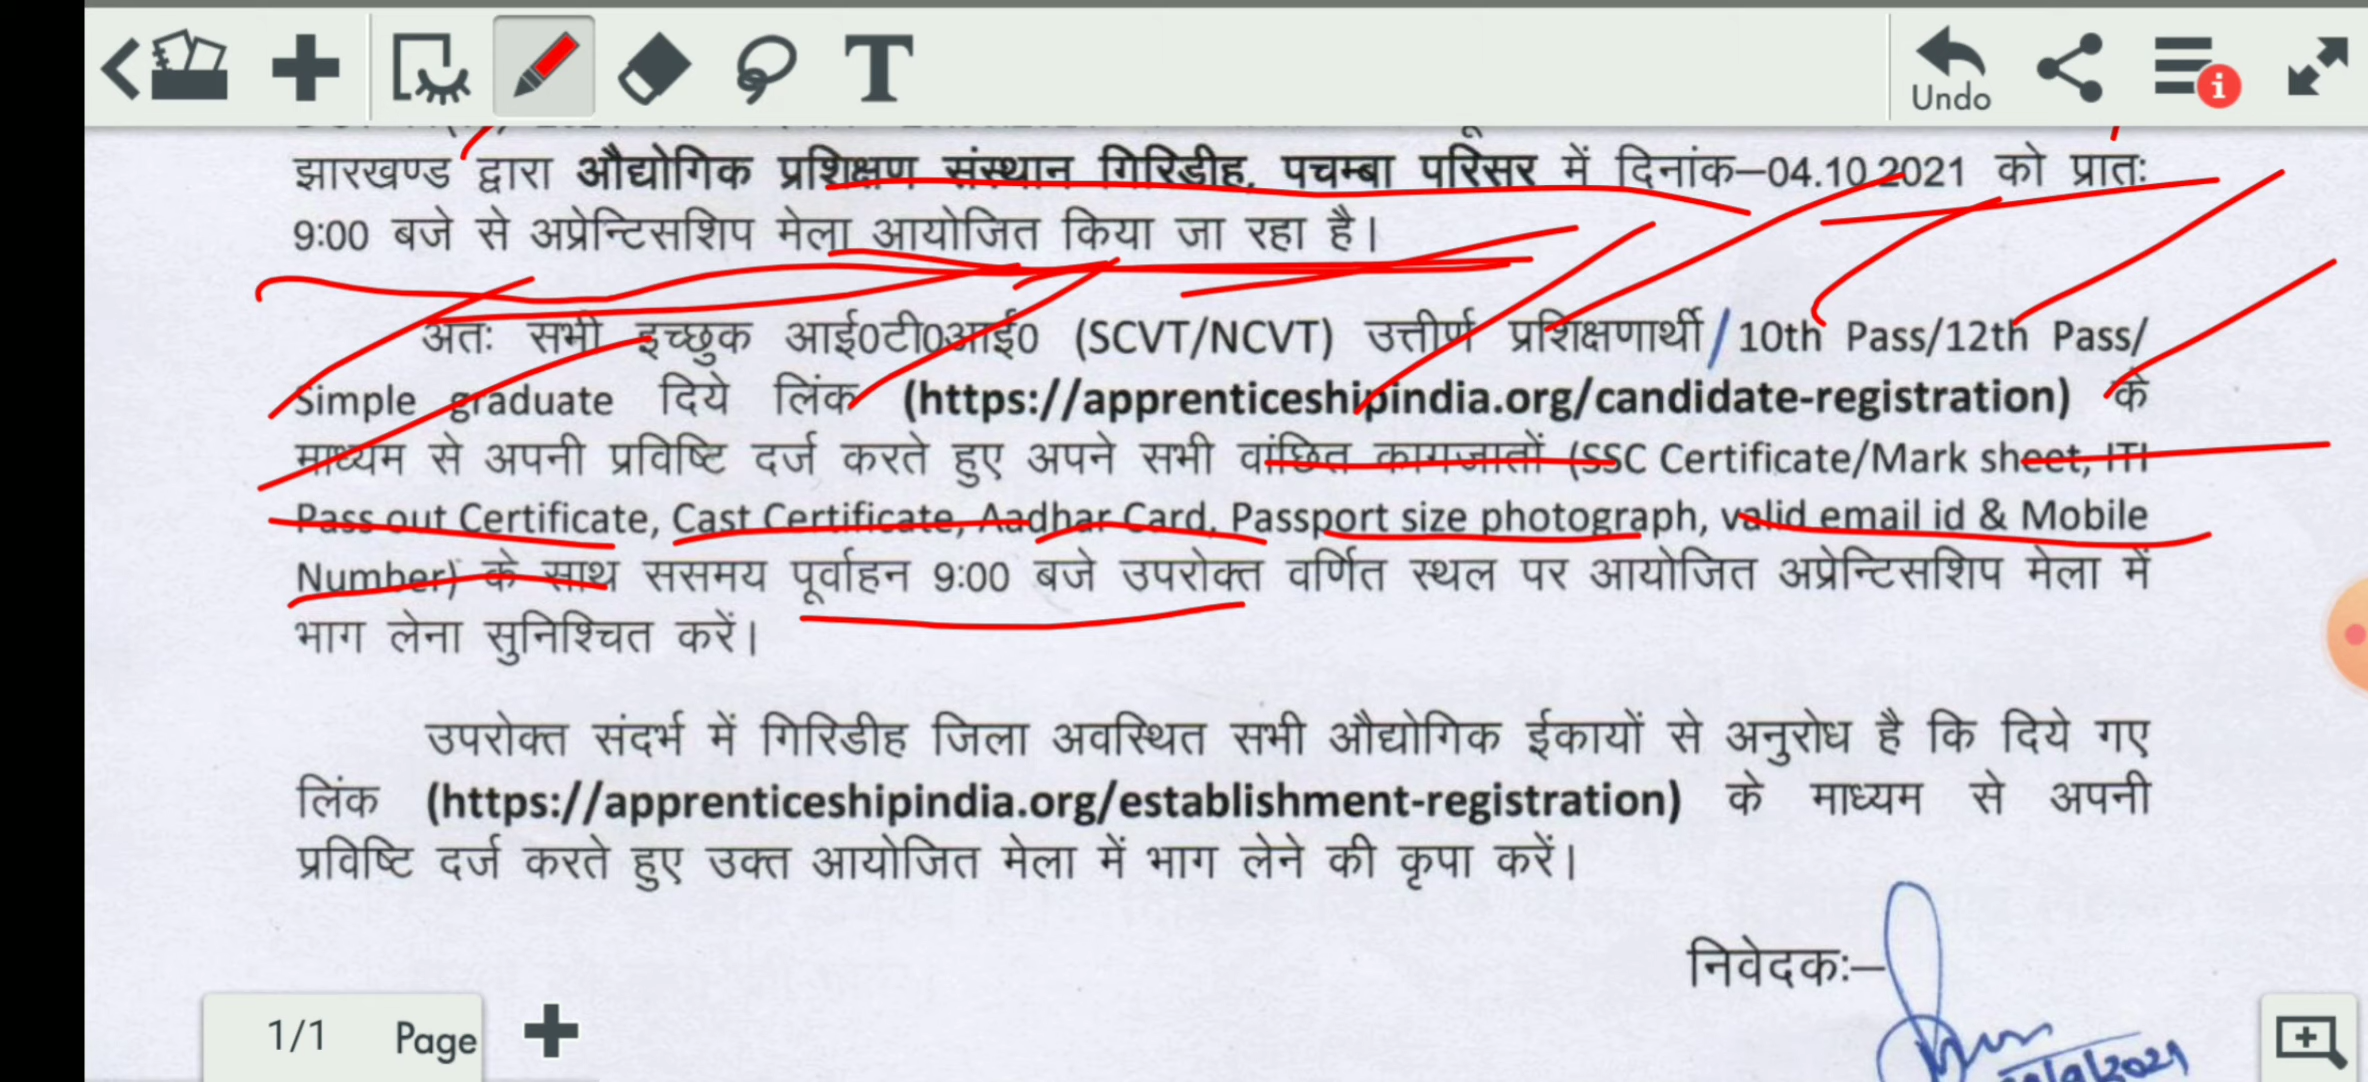 Undo
झारखण्ड द्वारा औद्योगिक प्रशिक्षण संस्थान गिरिडीह, पचम्बा परिसर में दिनांक–04.10.2021 को प्रातः
9:00 बजे से अप्रेन्टिसशिप मेला आयोजित किया जा रहा है।
अतः सभी इच्छुक आई0टी0आई0 (SCVT/NCVT) उत्तीर्ण प्रशिक्षणार्थी/10th Pass/12th Pass/
Simple graduate दिये लिंक (https://apprenticeshipindia.org/candidate-registration) के
माध्यम से अपनी प्रविष्टि दर्ज करते हुए अपने सभी वांछित कागजातों (SSC Certificate/Mark sheet, ITI
Pass out Certificate, Cast Certificate, Aadhar Card, Passport size photograph, valid email id & Mobile
Number) के साथ ससमय पूर्वाहन 9:00 बजे उपरोक्त वर्णित स्थल पर आयोजित अप्रेन्टिसशिप मेला में
भाग लेना सुनिश्चित करें।
उपरोक्त संदर्भ में गिरिडीह जिला अवस्थित सभी औद्योगिक ईकायों से अनुरोध है कि दिये गए
लिंक (https://apprenticeshipindia.org/establishment-registration) के माध्यम से अपनी
प्रविष्टि दर्ज करते हुए उक्त आयोजित मेला में भाग लेने की कृपा करें।
निवेदकः–
1/1 Page